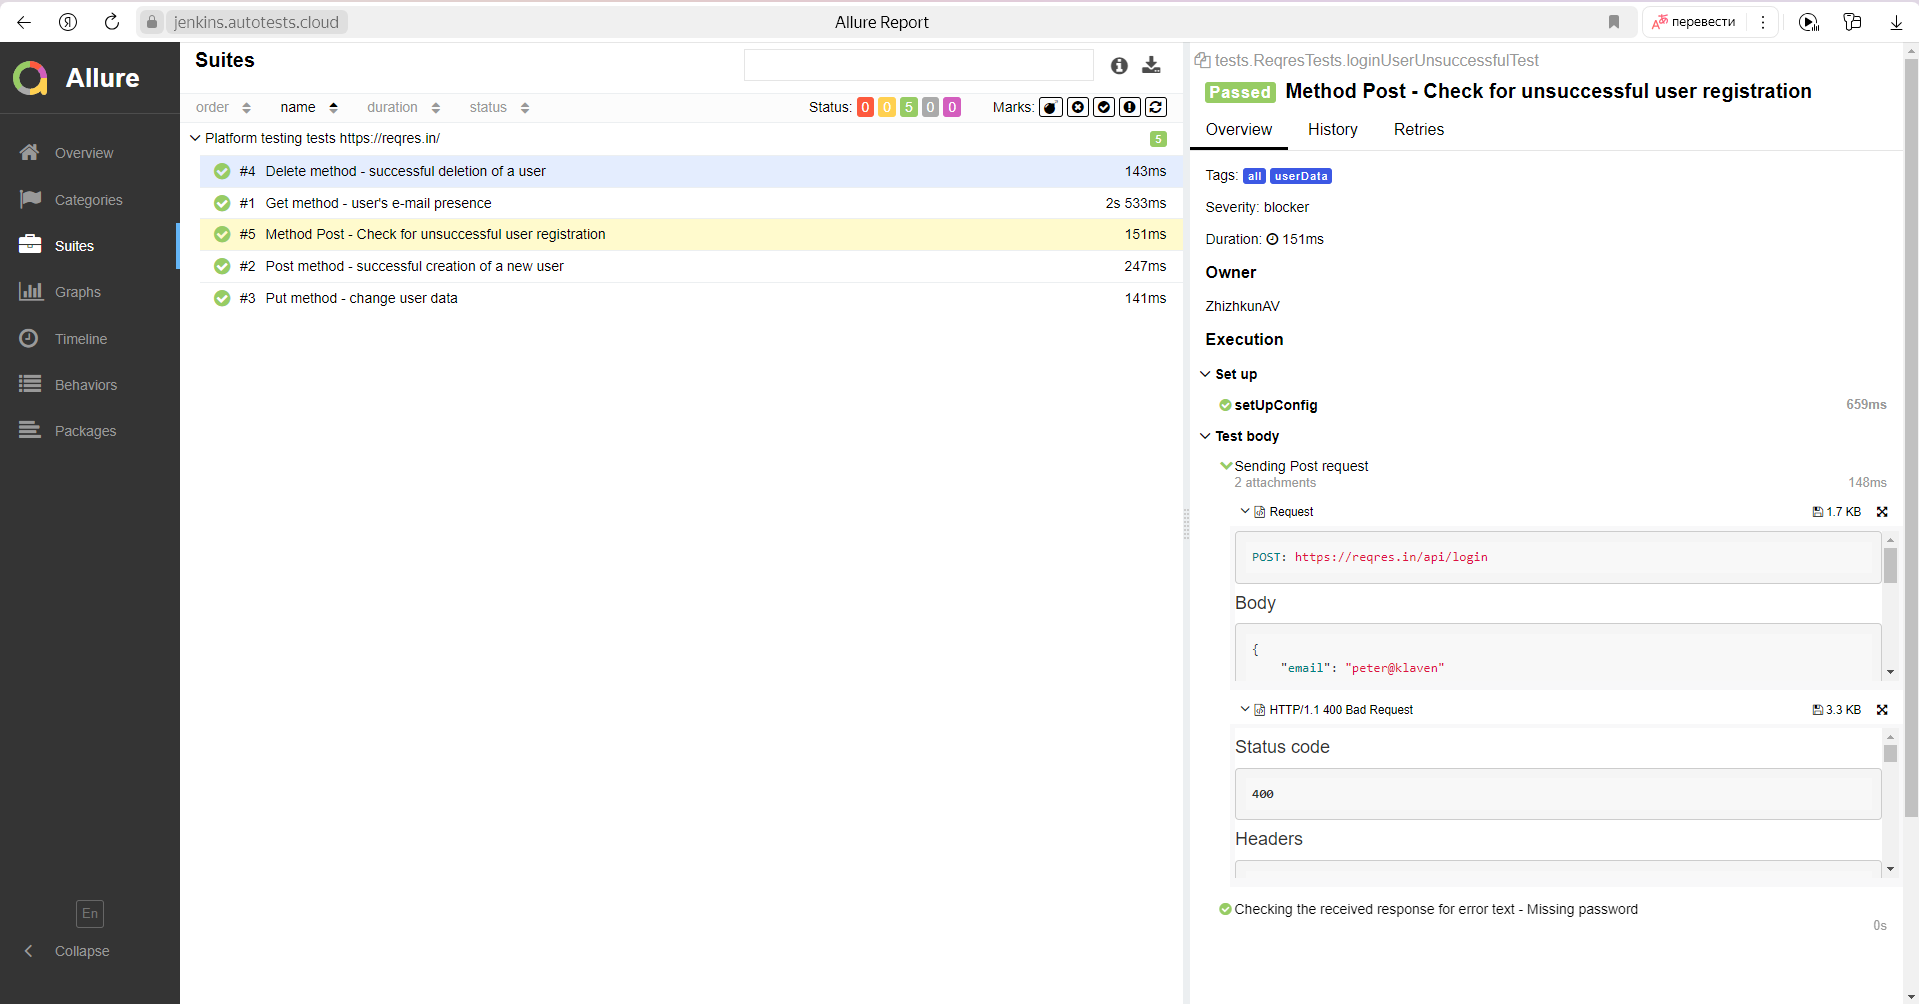 jenkins.autotests.cloud
Allure Report
перевести
Allure
Overview
Categories
Suites
Graphs
Timeline
Behaviors
Packages
En
Collapse
Suites
order name duration status Status: 0 0 5 0 0 Marks:
Platform testing tests https://reqres.in/ 5
#4 Delete method - successful deletion of a user 143ms
#1 Get method - user's e-mail presence 2s 533ms
#5 Method Post - Check for unsuccessful user registration 151ms
#2 Post method - successful creation of a new user 247ms
#3 Put method - change user data 141ms
tests.ReqresTests.loginUserUnsuccessfulTest
Passed Method Post - Check for unsuccessful user registration
Overview History Retries
Tags: all userData
Severity: blocker
Duration: 151ms
Owner
ZhizhkunAV
Execution
Set up
setUpConfig 659ms
Test body
Sending Post request
2 attachments 148ms
Request 1.7 KB
POST: https://reqres.in/api/login
Body
{
"email": "peter@klaven"
HTTP/1.1 400 Bad Request 3.3 KB
Status code
400
Headers
Checking the received response for error text - Missing password
0s